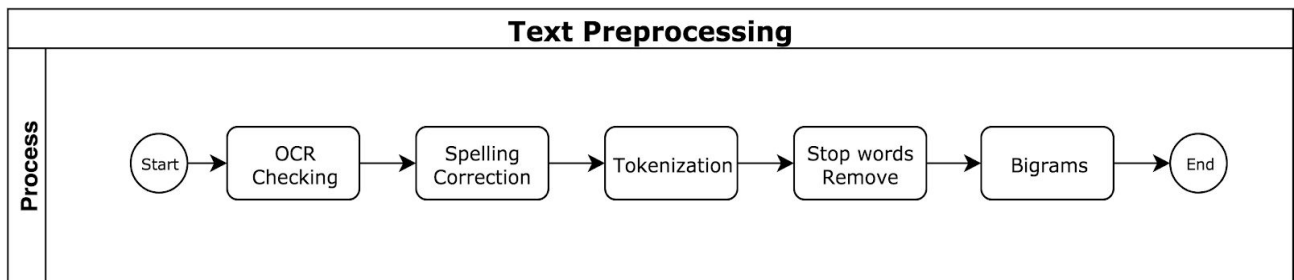 Text Preprocessing
Process
Start
OCR
Checking
Spelling
Correction
Tokenization
Stop words
Remove
Bigrams
End